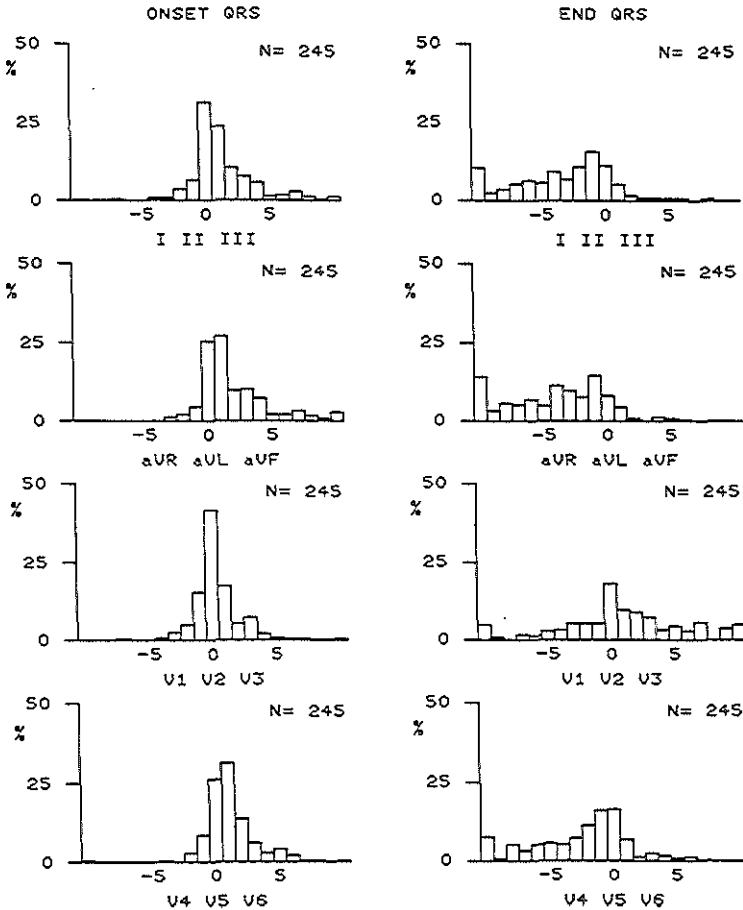 ONSET QRS END QRS
50 N= 245 50 N= 245
% %
25 25
0 0
-5 0 5 -5 0 5
I II III I II III
50 N= 245 50 N= 245
% %
25 25
0 0
-5 0 5 -5 0 5
aVR aVL aVF aVR aVL aVF
50 N= 245 50 N= 245
% %
25 25
0 0
-5 0 5 -5 0 5
V1 V2 V3 V1 V2 V3
50 N= 245 50 N= 245
% %
25 25
0 0
-5 0 5 -5 0 5
V4 V5 V6 V4 V5 V6